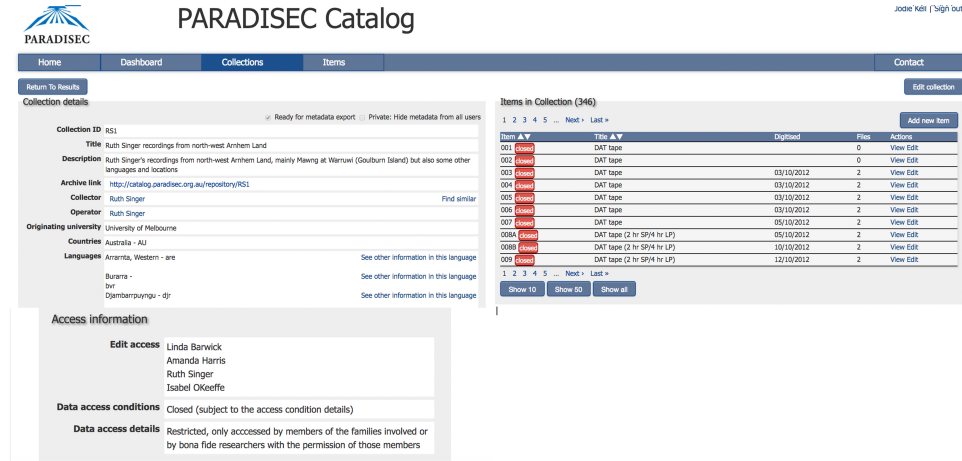 PARADISEC
PARADISEC Catalog
Jodie Kell | Sign out
Home Dashboard Collections Items Contact
Return To Results
Edit collection
Collection details
Ready for metadata export Private: Hide metadata from all users
Collection ID RS1
Title Ruth Singer recordings from north-west Arnhem Land
Description Ruth Singer's recordings from north-west Arnhem Land, mainly Mawng at Warruwi (Goulburn Island) but also some other
languages and locations
Archive link http://catalog.paradisec.org.au/repository/RS1
Collector Ruth Singer Find similar
Operator Ruth Singer
Originating university University of Melbourne
Countries Australia - AU
Languages Arrarnta, Western - are See other information in this language
Burarra - See other information in this language
bvr
Djambarrpuyngu - djr See other information in this language
Items in Collection (346)
1 2 3 4 5 ... Next › Last »
Add new item
Item ▲▼ Title ▲▼ Digitised Files Actions
001 closed DAT tape 0 View Edit
002 closed DAT tape 0 View Edit
003 closed DAT tape 03/10/2012 2 View Edit
004 closed DAT tape 03/10/2012 2 View Edit
005 closed DAT tape 03/10/2012 2 View Edit
006 closed DAT tape 03/10/2012 2 View Edit
007 closed DAT tape 05/10/2012 2 View Edit
008A closed DAT tape (2 hr SP/4 hr LP) 05/10/2012 2 View Edit
008B closed DAT tape (2 hr SP/4 hr LP) 10/10/2012 2 View Edit
009 closed DAT tape (2 hr SP/4 hr LP) 12/10/2012 2 View Edit
1 2 3 4 5 ... Next › Last »
Show 10 Show 50 Show all
Access information
Edit access Linda Barwick
Amanda Harris
Ruth Singer
Isabel OKeeffe
Data access conditions Closed (subject to the access condition details)
Data access details Restricted, only acccessed by members of the families involved or
by bona fide researchers with the permission of those members